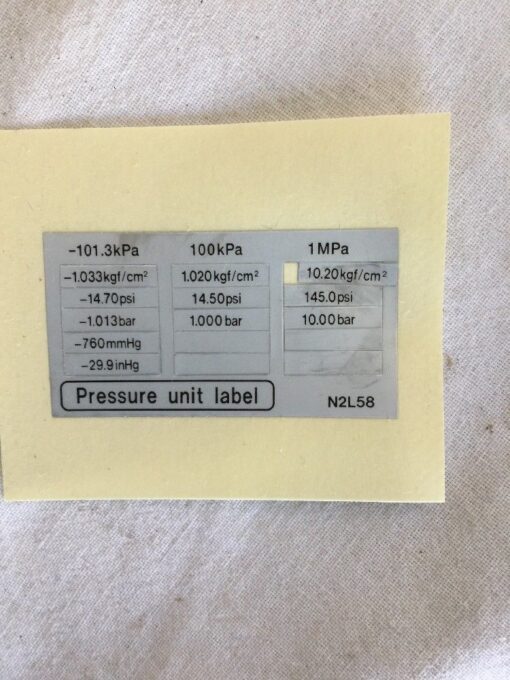 -101.3kPa 100kPa 1MPa
-1.033kgf/cm² 1.020kgf/cm² 10.20kgf/cm²
-14.70psi 14.50psi 145.0psi
-1.013bar 1.000bar 10.00bar
-760mmHg
-29.9inHg
Pressure unit label N2L58